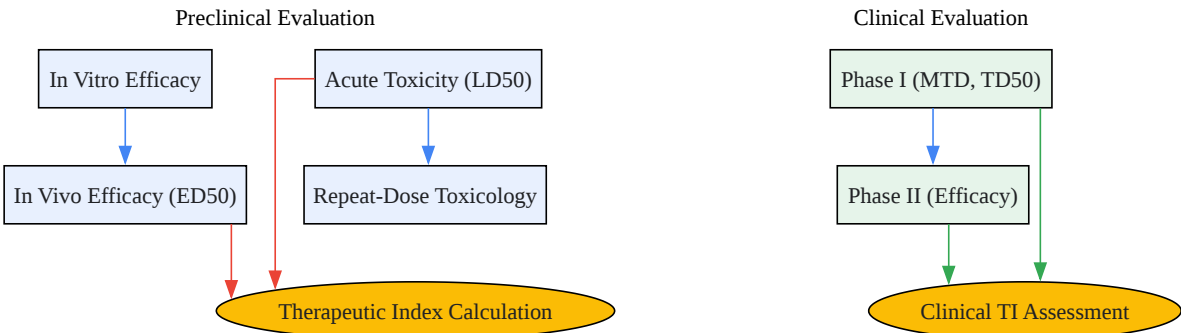 Preclinical Evaluation
In Vitro Efficacy
Acute Toxicity (LD50)
In Vivo Efficacy (ED50)
Repeat-Dose Toxicology
Therapeutic Index Calculation
Clinical Evaluation
Phase I (MTD, TD50)
Phase II (Efficacy)
Clinical TI Assessment